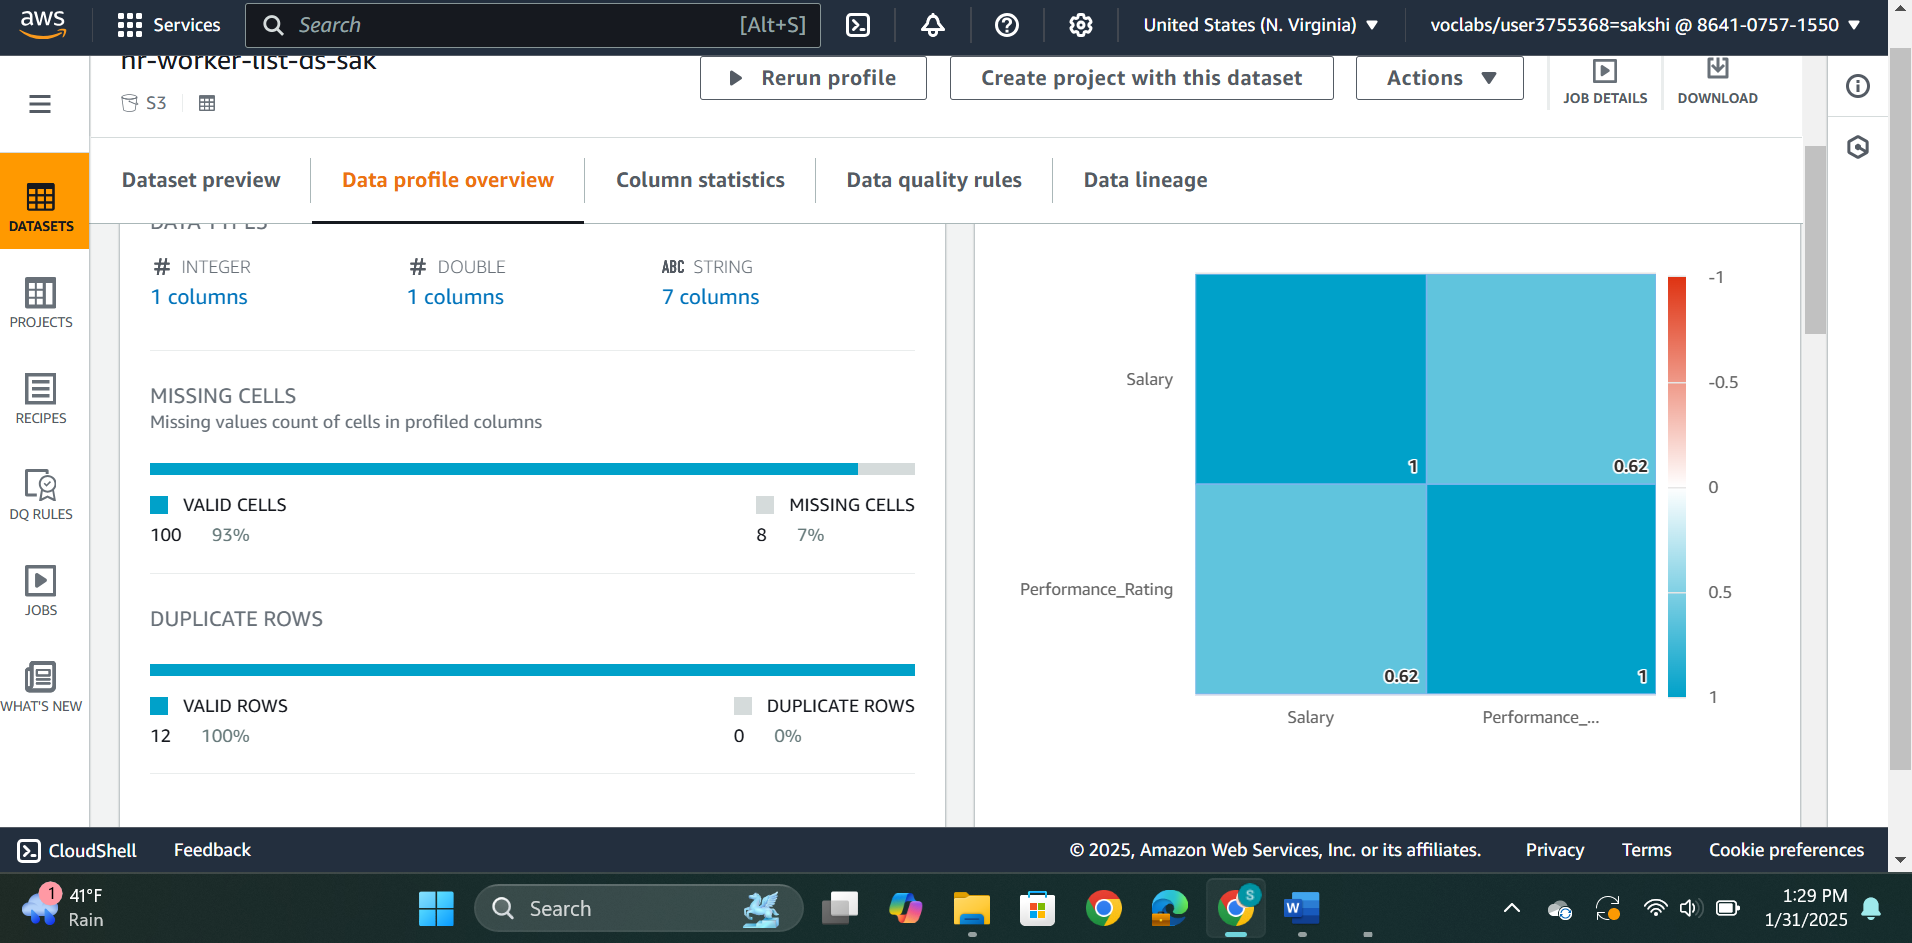 aws
Services
Search
[Alt+S]
United States (N. Virginia)
voclabs/user3755368=sakshi @ 8641-0757-1550
hr-worker-list-ds-sak
S3
Rerun profile
Create project with this dataset
Actions
JOB DETAILS
DOWNLOAD
Dataset preview
Data profile overview
Column statistics
Data quality rules
Data lineage
DATASETS
PROJECTS
RECIPES
DQ RULES
JOBS
WHAT'S NEW
DATA TYPES
# INTEGER
1 columns
# DOUBLE
1 columns
ABC STRING
7 columns
MISSING CELLS
Missing values count of cells in profiled columns
VALID CELLS
100 93%
MISSING CELLS
8 7%
DUPLICATE ROWS
VALID ROWS
12 100%
DUPLICATE ROWS
0 0%
Salary
Performance_Rating
1
0.62
0.62
1
Salary
Performance_...
-1
-0.5
0
0.5
1
CloudShell
Feedback
© 2025, Amazon Web Services, Inc. or its affiliates.
Privacy
Terms
Cookie preferences
1
41°F
Rain
Search
S
W
1:29 PM
1/31/2025